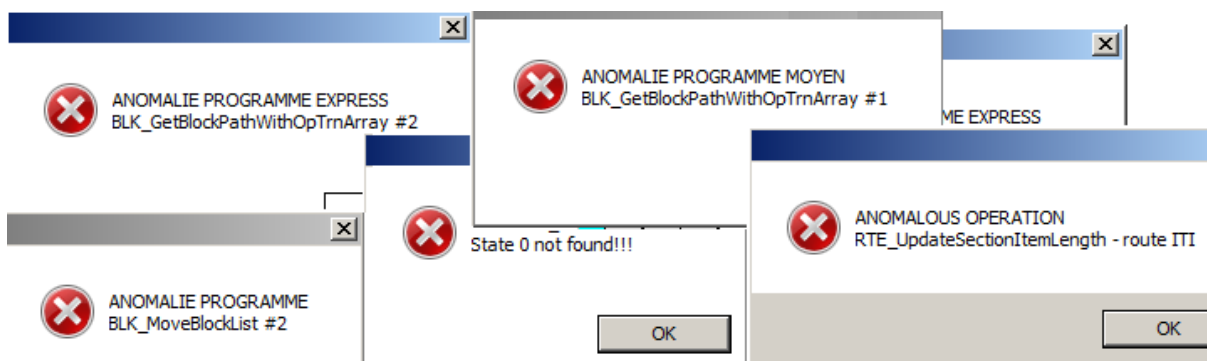 ANOMALIE PROGRAMME EXPRESS
BLK_GetBlockPathWithOpTrnArray #2
ANOMALIE PROGRAMME MOYEN
BLK_GetBlockPathWithOpTrnArray #1
ME EXPRESS
State 0 not found!!!
OK
ANOMALOUS OPERATION
RTE_UpdateSectionItemLength - route ITI
OK
ANOMALIE PROGRAMME
BLK_MoveBlockList #2